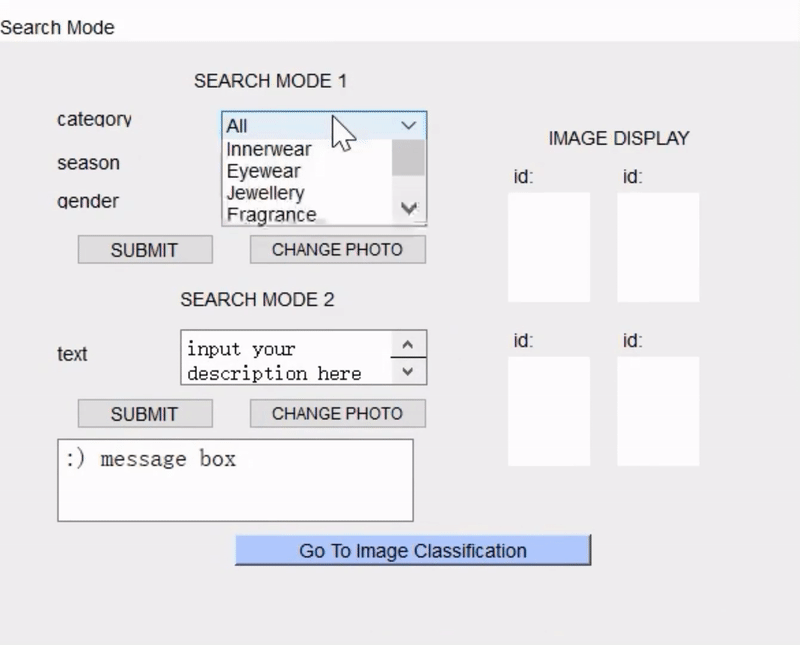 Search Mode
SEARCH MODE 1
category
All
Innerwear
Eyewear
Jewellery
Fragrance
season
gender
SUBMIT
CHANGE PHOTO
SEARCH MODE 2
text
input your
description here
SUBMIT
CHANGE PHOTO
:) message box
IMAGE DISPLAY
id: id:
id: id:
Go To Image Classification